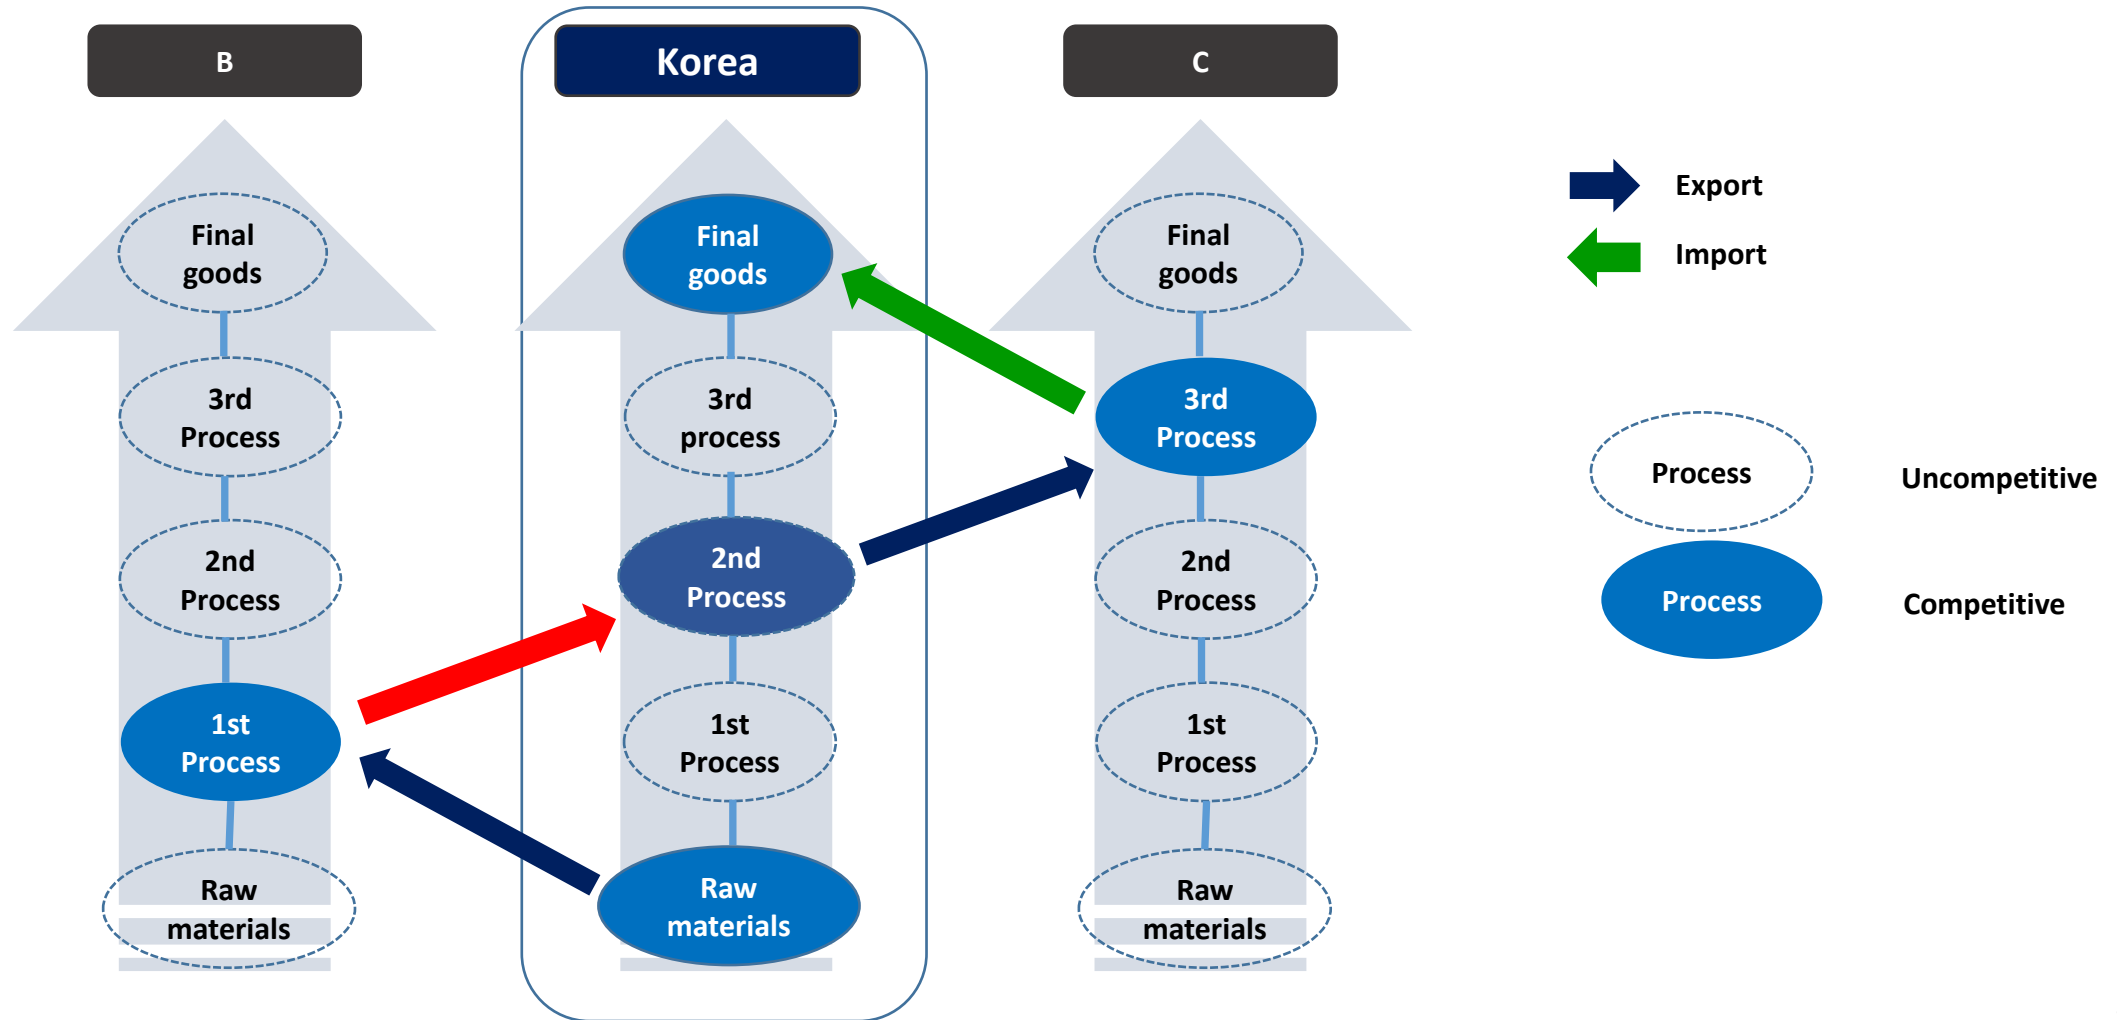 B
Final
goods
3rd
Process
2nd
Process
1st
Process
Raw
materials
Korea
Final
goods
3rd
process
2nd
Process
1st
Process
Raw
materials
C
Final
goods
3rd
Process
2nd
Process
1st
Process
Raw
materials
Export
Import
Process
Uncompetitive
Process
Competitive